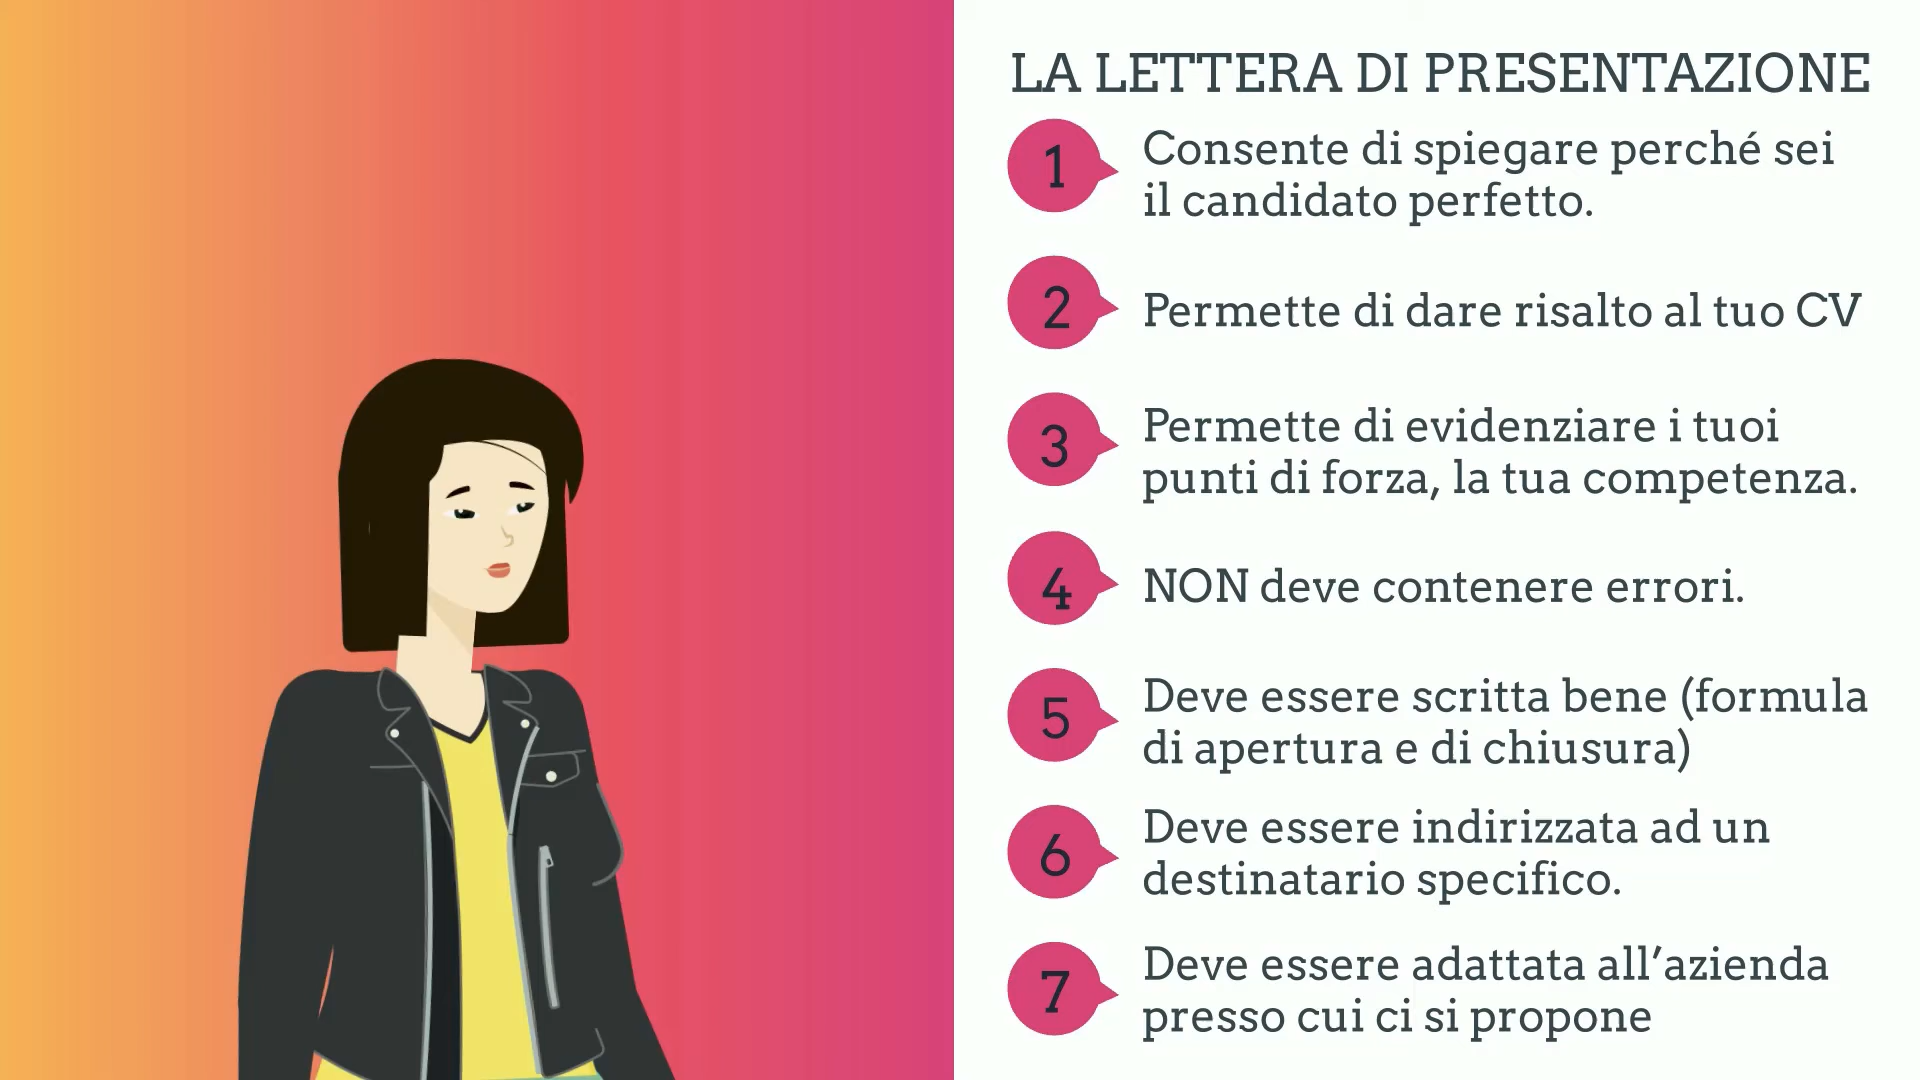 LA LETTERA DI PRESENTAZIONE
1
Consente di spiegare perché sei
il candidato perfetto.
2
Permette di dare risalto al tuo CV
3
Permette di evidenziare i tuoi
punti di forza, la tua competenza.
4
NON deve contenere errori.
5
Deve essere scritta bene (formula
di apertura e di chiusura)
6
Deve essere indirizzata ad un
destinatario specifico.
7
Deve essere adattata all’azienda
presso cui ci si propone